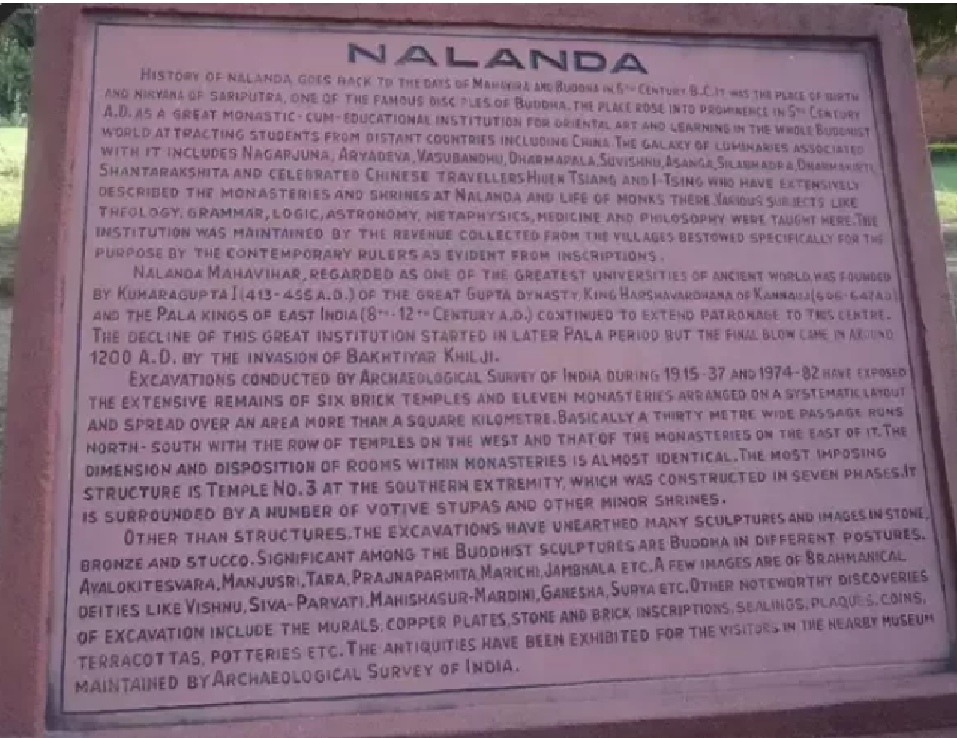 NALANDA
HISTORY OF NALANDA GOES BACK TO THE DAYS OF MAHAVIRA AND BUDDHA IN 6TH CENTURY B.C. IT WAS THE PLACE OF BIRTH
AND NIRVANA OF SARIPUTRA, ONE OF THE FAMOUS DISCIPLES OF BUDDHA. THE PLACE ROSE INTO PROMINENCE IN 5TH CENTURY
A.D. AS A GREAT MONASTIC-CUM-EDUCATIONAL INSTITUTION FOR ORIENTAL ART AND LEARNING IN THE WHOLE BUDDHIST
WORLD ATTRACTING STUDENTS FROM DISTANT COUNTRIES INCLUDING CHINA. THE GALAXY OF LUMINARIES ASSOCIATED
WITH IT INCLUDES NAGARJUNA, ARYADEVA, VASUBANDHU, DHARMAPALA, SUVISHNU, ASANGA, SILABHADRA, DHARMAKIRTI,
SHANTARAKSHITA AND CELEBRATED CHINESE TRAVELLERS HIUEN TSIANG AND I-TSING WHO HAVE EXTENSIVELY
DESCRIBED THE MONASTERIES AND SHRINES AT NALANDA AND LIFE OF MONKS THERE. VARIOUS SUBJECTS LIKE
THEOLOGY, GRAMMAR, LOGIC, ASTRONOMY, METAPHYSICS, MEDICINE AND PHILOSOPHY WERE TAUGHT HERE. THE
INSTITUTION WAS MAINTAINED BY THE REVENUE COLLECTED FROM THE VILLAGES BESTOWED SPECIFICALLY FOR THE
PURPOSE BY THE CONTEMPORARY RULERS AS EVIDENT FROM INSCRIPTIONS.
NALANDA MAHAVIHAR, REGARDED AS ONE OF THE GREATEST UNIVERSITIES OF ANCIENT WORLD WAS FOUNDED
BY KUMARAGUPTA I (413-455 A.D.) OF THE GREAT GUPTA DYNASTY. KING HARSHAVARDHANA OF KANNAUJ (606-647 A.D.)
AND THE PALA KINGS OF EAST INDIA (8TH-12TH CENTURY A.D.) CONTINUED TO EXTEND PATRONAGE TO THIS CENTRE.
THE DECLINE OF THIS GREAT INSTITUTION STARTED IN LATER PALA PERIOD BUT THE FINAL BLOW CAME IN AROUND
1200 A.D. BY THE INVASION OF BAKHTIYAR KHILJI.
EXCAVATIONS CONDUCTED BY ARCHAEOLOGICAL SURVEY OF INDIA DURING 1915-37 AND 1974-82 HAVE EXPOSED
THE EXTENSIVE REMAINS OF SIX BRICK TEMPLES AND ELEVEN MONASTERIES ARRANGED ON A SYSTEMATIC LAYOUT
AND SPREAD OVER AN AREA MORE THAN A SQUARE KILOMETRE. BASICALLY A THIRTY METRE WIDE PASSAGE RUNS
NORTH-SOUTH WITH THE ROW OF TEMPLES ON THE WEST AND THAT OF THE MONASTERIES ON THE EAST OF IT. THE
DIMENSION AND DISPOSITION OF ROOMS WITHIN MONASTERIES IS ALMOST IDENTICAL. THE MOST IMPOSING
STRUCTURE IS TEMPLE NO.3 AT THE SOUTHERN EXTREMITY, WHICH WAS CONSTRUCTED IN SEVEN PHASES. IT
IS SURROUNDED BY A NUMBER OF VOTIVE STUPAS AND OTHER MINOR SHRINES.
OTHER THAN STRUCTURES. THE EXCAVATIONS HAVE UNEARTHED MANY SCULPTURES AND IMAGES IN STONE,
BRONZE AND STUCCO. SIGNIFICANT AMONG THE BUDDHIST SCULPTURES ARE BUDDHA IN DIFFERENT POSTURES.
AVALOKITESVARA, MANJUSRI, TARA, PRAJNAPARMITA, MARICHI, JAMBHALA ETC. A FEW IMAGES ARE OF BRAHMANICAL
DEITIES LIKE VISHNU, SIVA-PARVATI, MAHISHASUR-MARDINI, GANESHA, SURYA ETC. OTHER NOTEWORTHY DISCOVERIES
OF EXCAVATION INCLUDE THE MURALS, COPPER PLATES, STONE AND BRICK INSCRIPTIONS, SEALINGS, PLAQUES, COINS,
TERRACOTTAS, POTTERIES ETC. THE ANTIQUITIES HAVE BEEN EXHIBITED FOR THE VISITORS IN THE NEARBY MUSEUM
MAINTAINED BY ARCHAEOLOGICAL SURVEY OF INDIA.